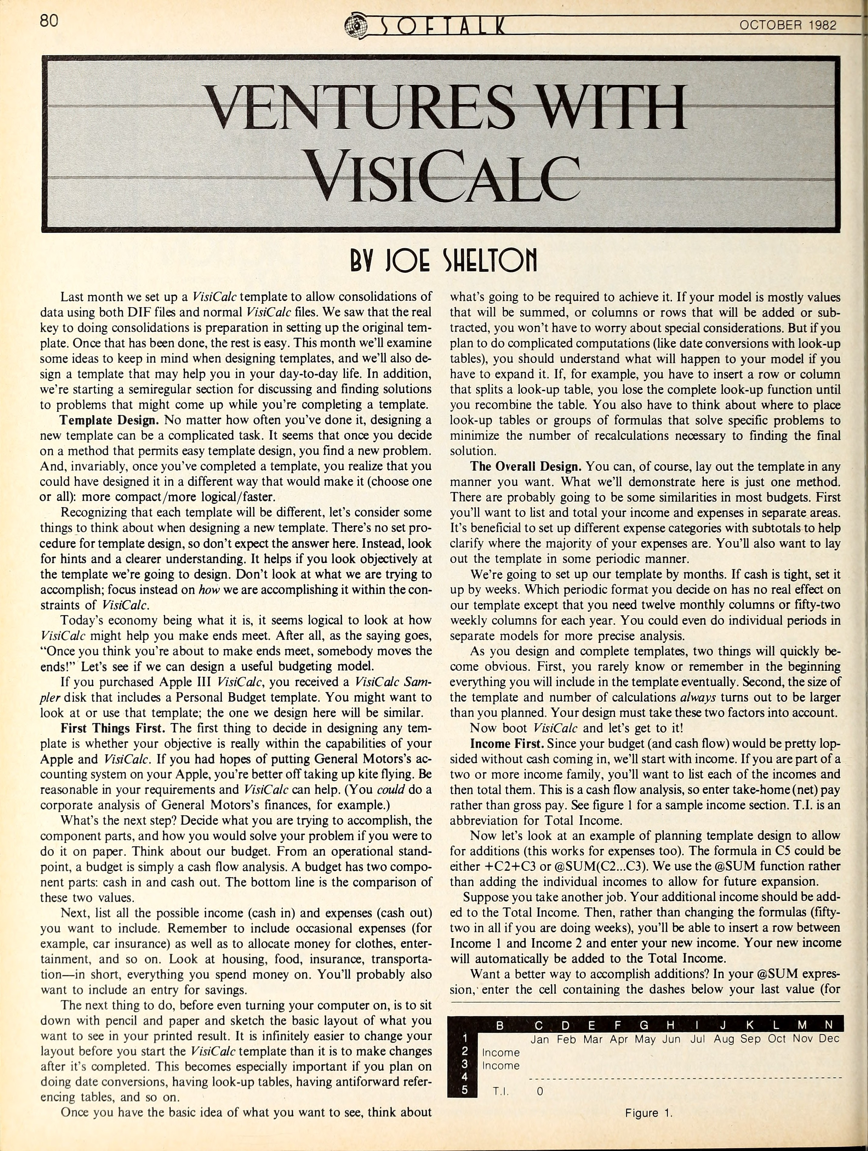 80
SOFTALK
OCTOBER 1982
VENTURES WITH
VISICALC
BY JOE SHELTON
Last month we set up a VisiCalc template to allow consolidations of
data using both DIF files and normal VisiCalc files. We saw that the real
key to doing consolidations is preparation in setting up the original tem-
plate. Once that has been done, the rest is easy. This month we'll examine
some ideas to keep in mind when designing templates, and we'll also de-
sign a template that may help you in your day-to-day life. In addition,
we're starting a semiregular section for discussing and finding solutions
to problems that might come up while you're completing a template.
Template Design. No matter how often you've done it, designing a
new template can be a complicated task. It seems that once you decide
on a method that permits easy template design, you find a new problem.
And, invariably, once you've completed a template, you realize that you
could have designed it in a different way that would make it (choose one
or all): more compact/more logical/faster.
Recognizing that each template will be different, let's consider some
things to think about when designing a new template. There's no set pro-
cedure for template design, so don't expect the answer here. Instead, look
for hints and a clearer understanding. It helps if you look objectively at
the template we're going to design. Don't look at what we are trying to
accomplish; focus instead on how we are accomplishing it within the con-
straints of VisiCalc.
Today's economy being what it is, it seems logical to look at how
VisiCalc might help you make ends meet. After all, as the saying goes,
"Once you think you're about to make ends meet, somebody moves the
ends!" Let's see if we can design a useful budgeting model.
If you purchased Apple III VisiCalc, you received a VisiCalc Sam-
pler disk that includes a Personal Budget template. You might want to
look at or use that template; the one we design here will be similar.
First Things First. The first thing to decide in designing any tem-
plate is whether your objective is really within the capabilities of your
Apple and VisiCalc. If you had hopes of putting General Motors's ac-
counting system on your Apple, you're better off taking up kite flying. Be
reasonable in your requirements and VisiCalc can help. (You could do a
corporate analysis of General Motors's finances, for example.)
What's the next step? Decide what you are trying to accomplish, the
component parts, and how you would solve your problem if you were to
do it on paper. Think about our budget. From an operational stand-
point, a budget is simply a cash flow analysis. A budget has two compo-
nent parts: cash in and cash out. The bottom line is the comparison of
these two values.
Next, list all the possible income (cash in) and expenses (cash out)
you want to include. Remember to include occasional expenses (for
example, car insurance) as well as to allocate money for clothes, enter-
tainment, and so on. Look at housing, food, insurance, transporta-
tion—in short, everything you spend money on. You'll probably also
want to include an entry for savings.
The next thing to do, before even turning your computer on, is to sit
down with pencil and paper and sketch the basic layout of what you
want to see in your printed result. It is infinitely easier to change your
layout before you start the VisiCalc template than it is to make changes
after it's completed. This becomes especially important if you plan on
doing date conversions, having look-up tables, having antiforward refer-
encing tables, and so on.
Once you have the basic idea of what you want to see, think about
what's going to be required to achieve it. If your model is mostly values
that will be summed, or columns or rows that will be added or sub-
tracted, you won't have to worry about special considerations. But if you
plan to do complicated computations (like date conversions with look-up
tables), you should understand what will happen to your model if you
have to expand it. If, for example, you have to insert a row or column
that splits a look-up table, you lose the complete look-up function until
you recombine the table. You also have to think about where to place
look-up tables or groups of formulas that solve specific problems to
minimize the number of recalculations necessary to finding the final
solution.
The Overall Design. You can, of course, lay out the template in any
manner you want. What we'll demonstrate here is just one method.
There are probably going to be some similarities in most budgets. First
you'll want to list and total your income and expenses in separate areas.
It's beneficial to set up different expense categories with subtotals to help
clarify where the majority of your expenses are. You'll also want to lay
out the template in some periodic manner.
We're going to set up our template by months. If cash is tight, set it
up by weeks. Which periodic format you decide on has no real effect on
our template except that you need twelve monthly columns or fifty-two
weekly columns for each year. You could even do individual periods in
separate models for more precise analysis.
As you design and complete templates, two things will quickly be-
come obvious. First, you rarely know or remember in the beginning
everything you will include in the template eventually. Second, the size of
the template and number of calculations always turns out to be larger
than you planned. Your design must take these two factors into account.
Now boot VisiCalc and let's get to it!
Income First. Since your budget (and cash flow) would be pretty lop-
sided without cash coming in, we'll start with income. If you are part of a
two or more income family, you'll want to list each of the incomes and
then total them. This is a cash flow analysis, so enter take-home (net) pay
rather than gross pay. See figure 1 for a sample income section. T.I. is an
abbreviation for Total Income.
Now let's look at an example of planning template design to allow
for additions (this works for expenses too). The formula in C5 could be
either +C2+C3 or @SUM(C2...C3). We use the @SUM function rather
than adding the individual incomes to allow for future expansion.
Suppose you take another job. Your additional income should be add-
ed to the Total Income. Then, rather than changing the formulas (fifty-
two in all if you are doing weeks), you'll be able to insert a row between
Income 1 and Income 2 and enter your new income. Your new income
will automatically be added to the Total Income.
Want a better way to accomplish additions? In your @SUM expres-
sion, enter the cell containing the dashes below your last value (for
B C D E F G H I J K L M N
1 Jan Feb Mar Apr May Jun Jul Aug Sep Oct Nov Dec
2 Income
3 Income
4 --------------------------------
5 T.I. 0
Figure 1.